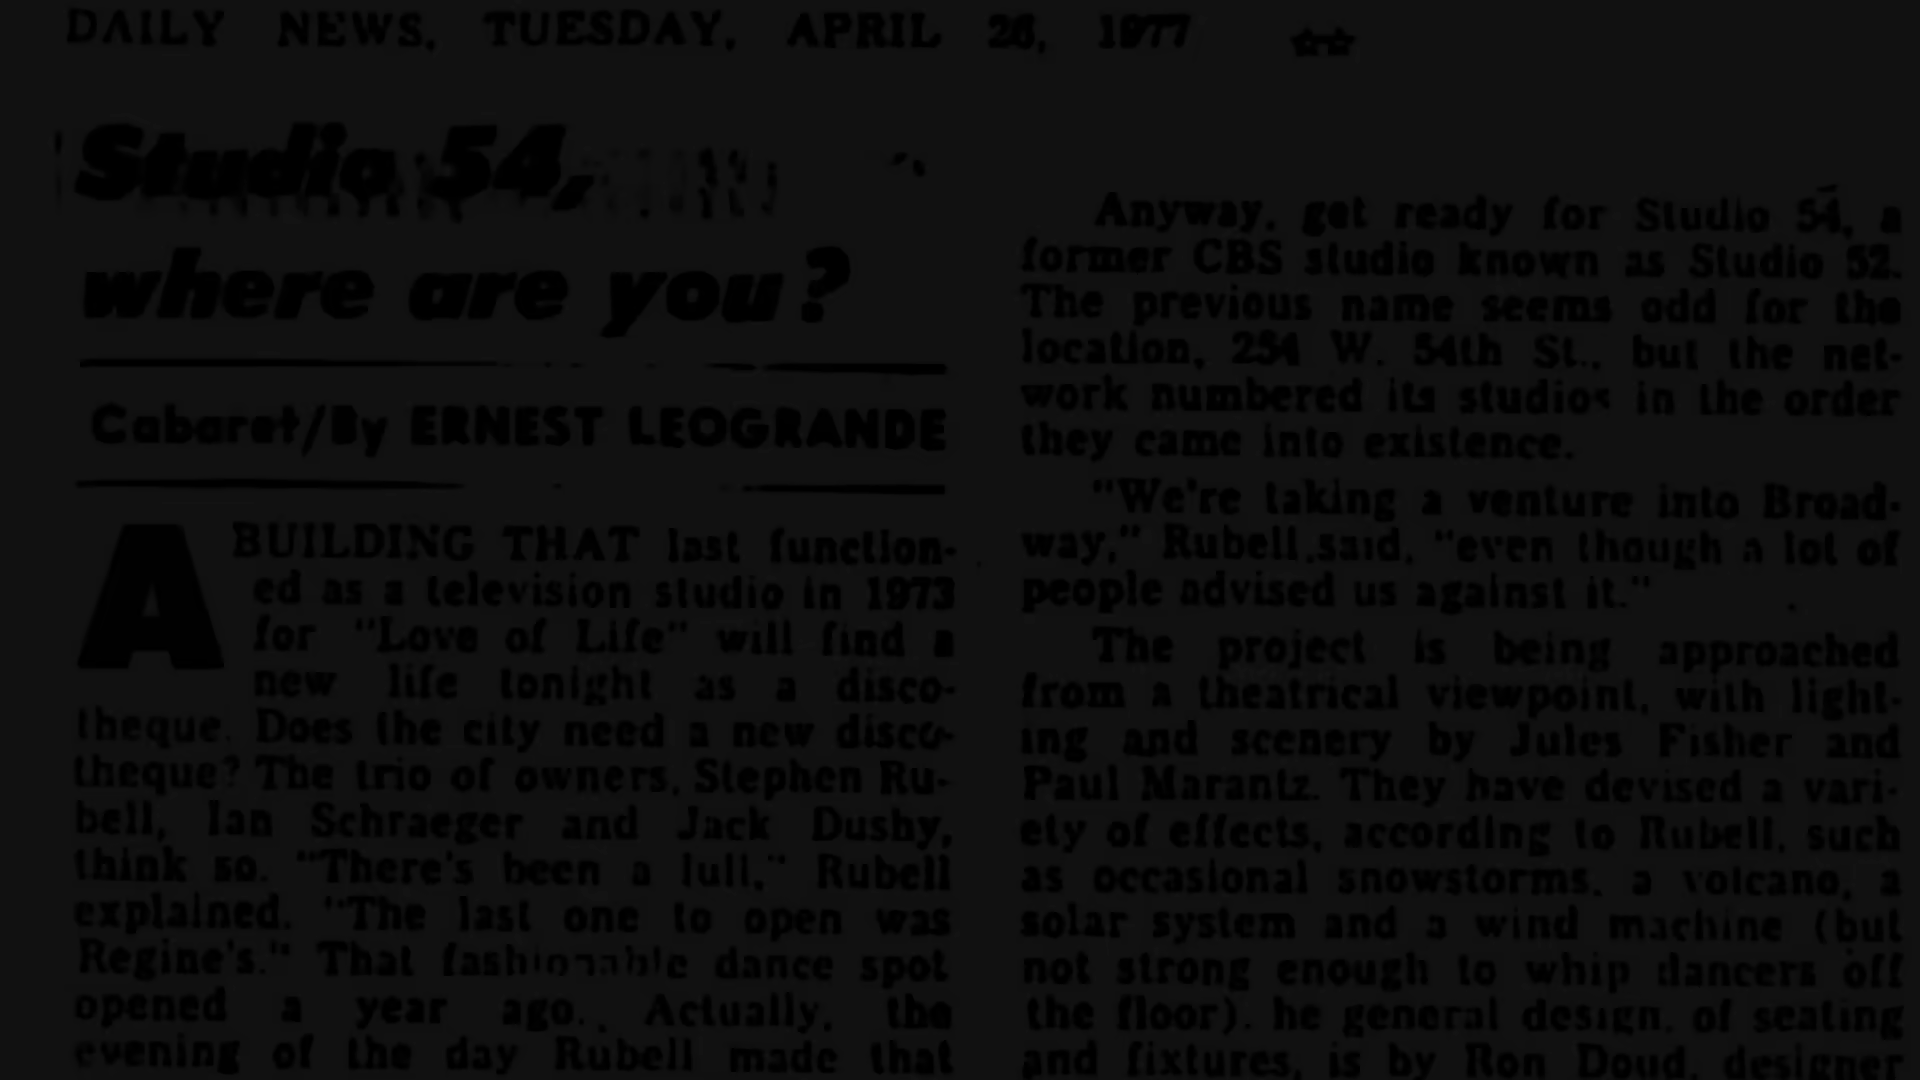 DAILY NEWS, TUESDAY, APRIL 26, 1977
Studio 54,
where are you?
Cabaret/By ERNEST LEOGRANDE
A BUILDING THAT last function-
ed as a television studio in 1973
for "Love of Life" will find a
new life tonight as a disco-
theque. Does the city need a new disco-
theque? The trio of owners, Stephen Ru-
bell, Ian Schraeger and Jack Dushy,
think so. "There's been a lull," Rubell
explained. "The last one to open was
Regine's." That fashionable dance spot
opened a year ago. Actually, the
evening of the day Rubell made that
Anyway, get ready for Studio 54, a
former CBS studio known as Studio 52.
The previous name seems odd for the
location, 254 W. 54th St., but the net-
work numbered its studios in the order
they came into existence.
"We're taking a venture into Broad-
way," Rubell said, "even though a lot of
people advised us against it."
The project is being approached
from a theatrical viewpoint, with light-
ing and scenery by Jules Fisher and
Paul Marantz. They have devised a vari-
ety of effects, according to Rubell, such
as occasional snowstorms, a volcano, a
solar system and a wind machine (but
not strong enough to whip dancers off
the floor). he general design, of seating
and fixtures, is by Ron Doud, designer